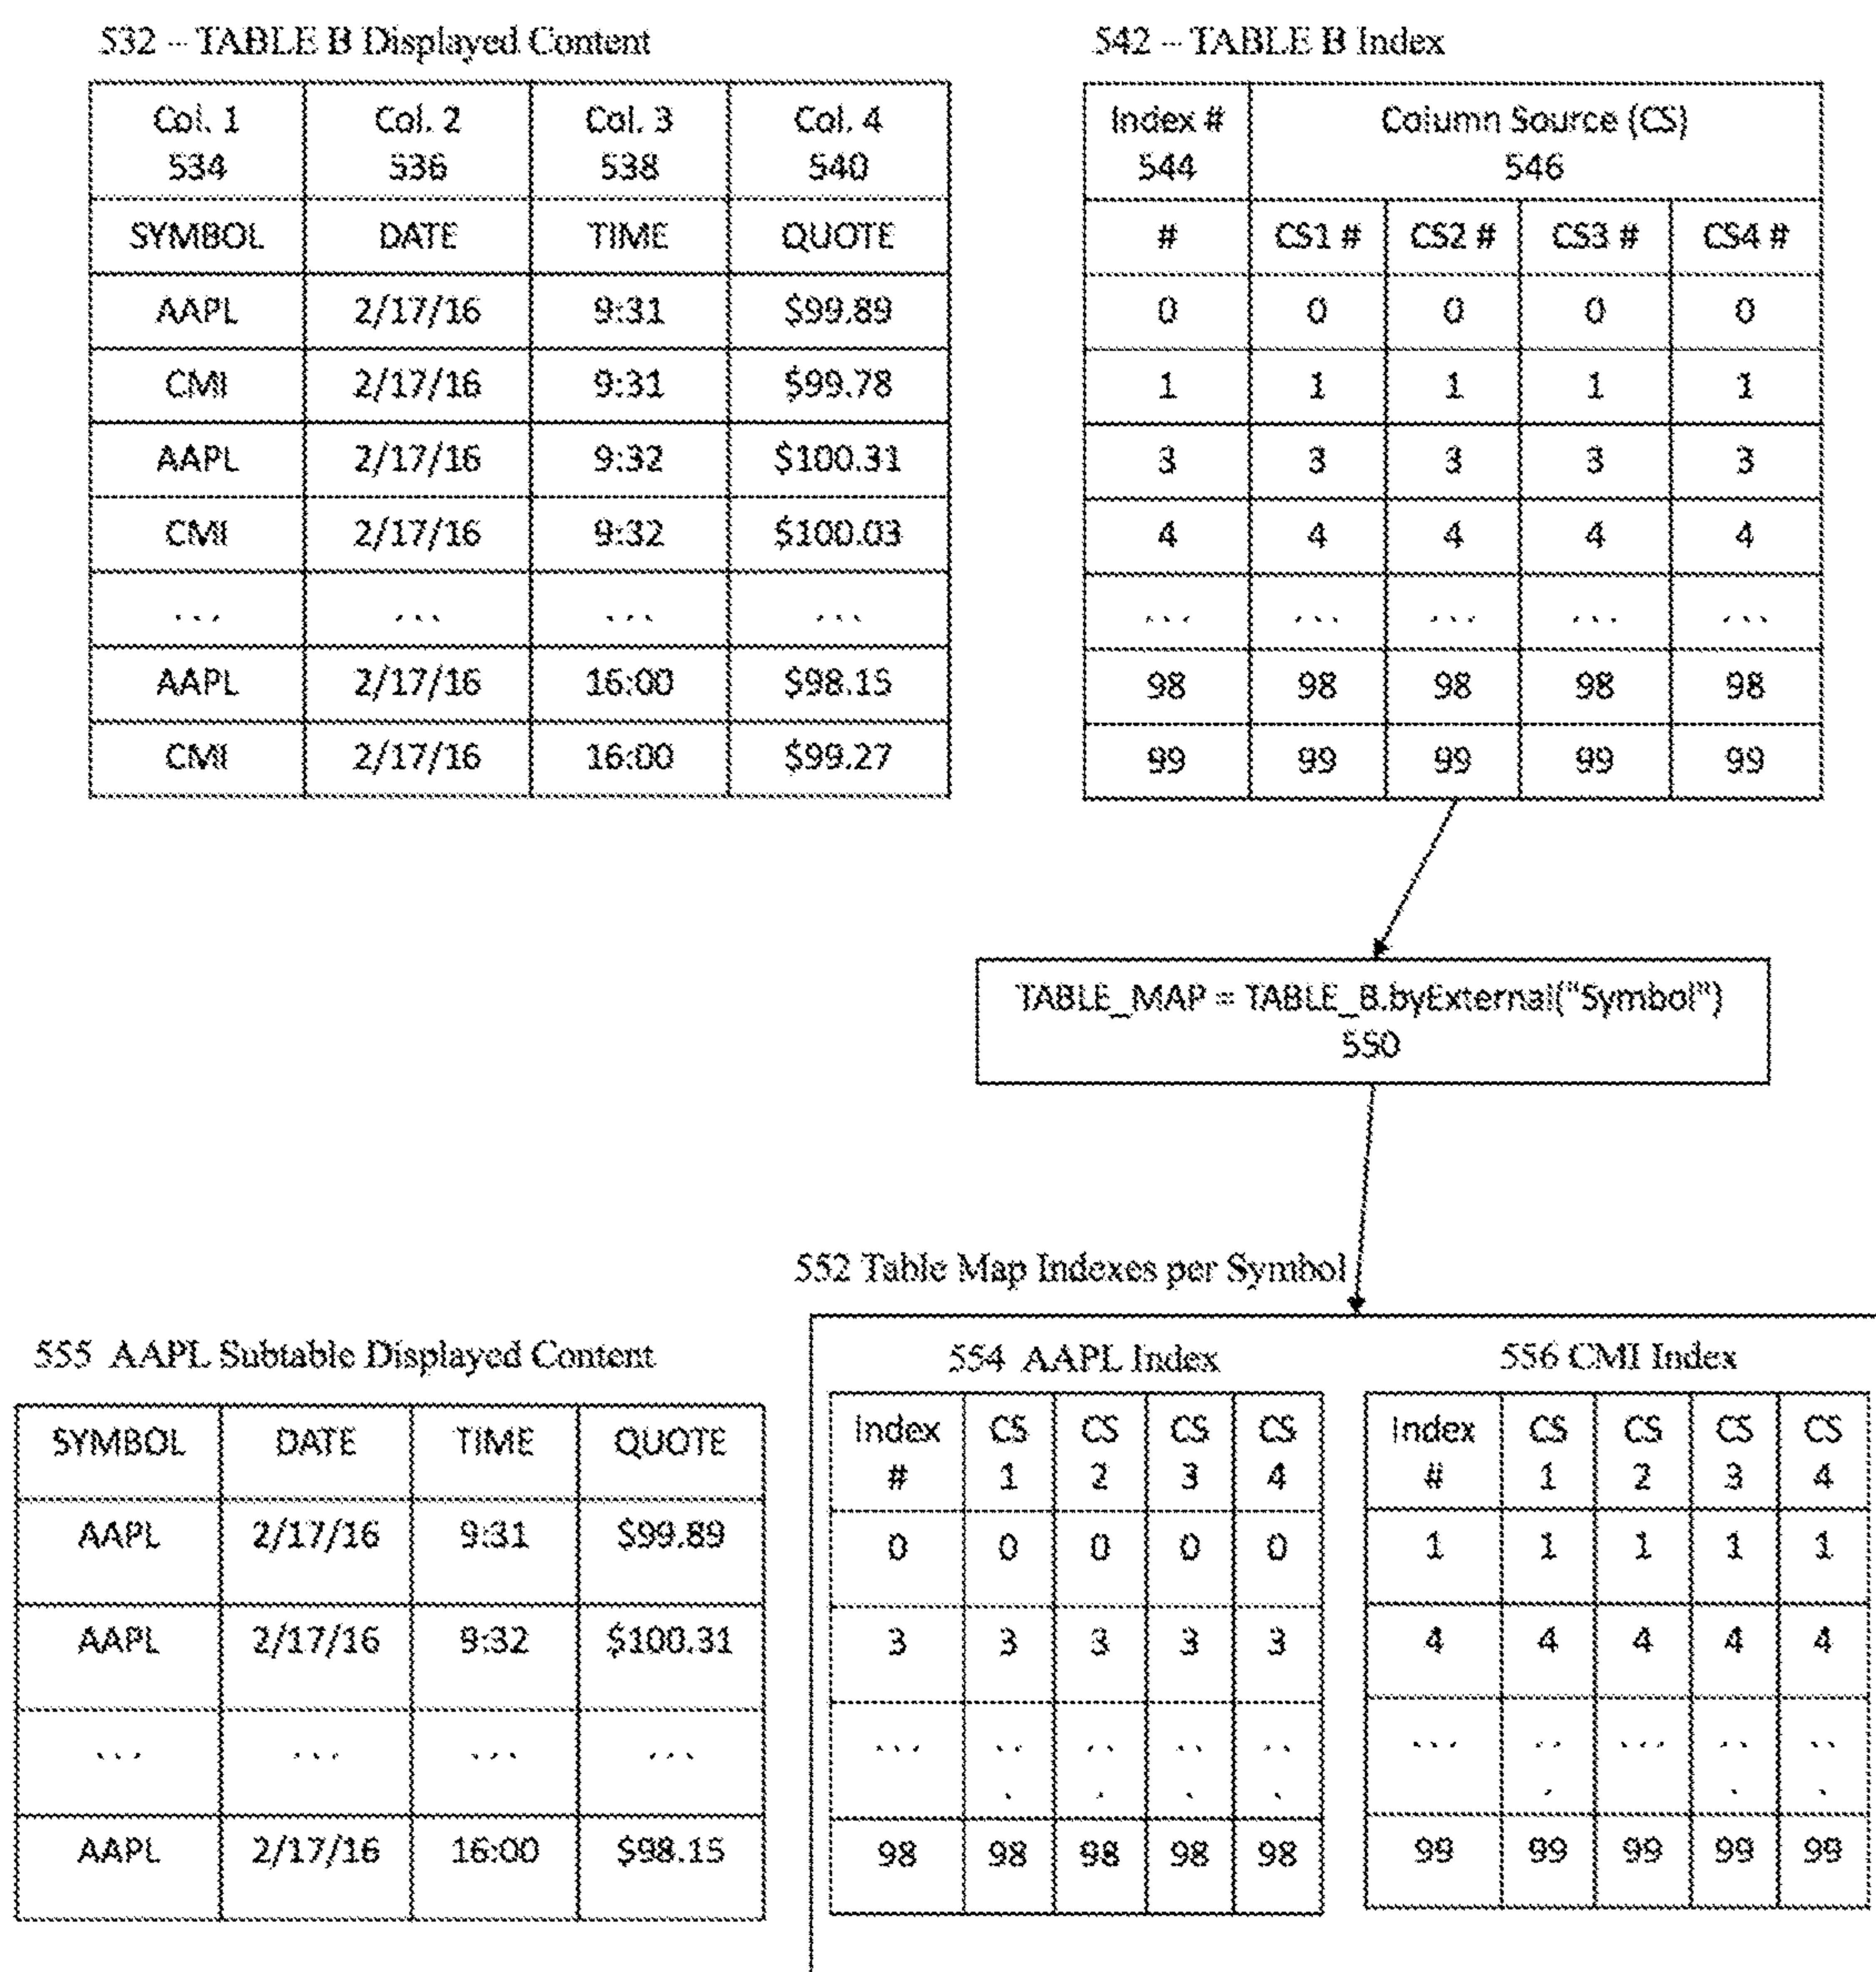 532 -- TABLE B Displayed Content
Col. 1 Col. 2 Col. 3 Col. 4
534 536 538 540
SYMBOL DATE TIME QUOTE
AAPL 2/17/16 9:31 $99.89
CMI 2/17/16 9:31 $99.78
AAPL 2/17/16 9:32 $100.31
CMI 2/17/16 9:32 $100.03
... ... ... ...
AAPL 2/17/16 16:00 $98.15
CMI 2/17/16 16:00 $99.27
542 -- TABLE B Index
Index # Column Source (CS)
544 546
# CS1 # CS2 # CS3 # CS4 #
0 0 0 0 0
1 1 1 1 1
3 3 3 3 3
4 4 4 4 4
... ... ... ... ...
98 98 98 98 98
99 99 99 99 99
TABLE_MAP = TABLE_B.byExternal("Symbol")
550
552 Table Map Indexes per Symbol
555 AAPL Subtable Displayed Content
SYMBOL DATE TIME QUOTE
AAPL 2/17/16 9:31 $99.89
AAPL 2/17/16 9:32 $100.31
... ... ... ...
AAPL 2/17/16 16:00 $98.15
554 AAPL Index
Index CS CS CS CS
# 1 2 3 4
0 0 0 0 0
3 3 3 3 3
... .. .. .. ..
. . . .
98 98 98 98 98
556 CMI Index
Index CS CS CS CS
# 1 2 3 4
1 1 1 1 1
4 4 4 4 4
... .. ... .. ..
. . .
99 99 99 99 99